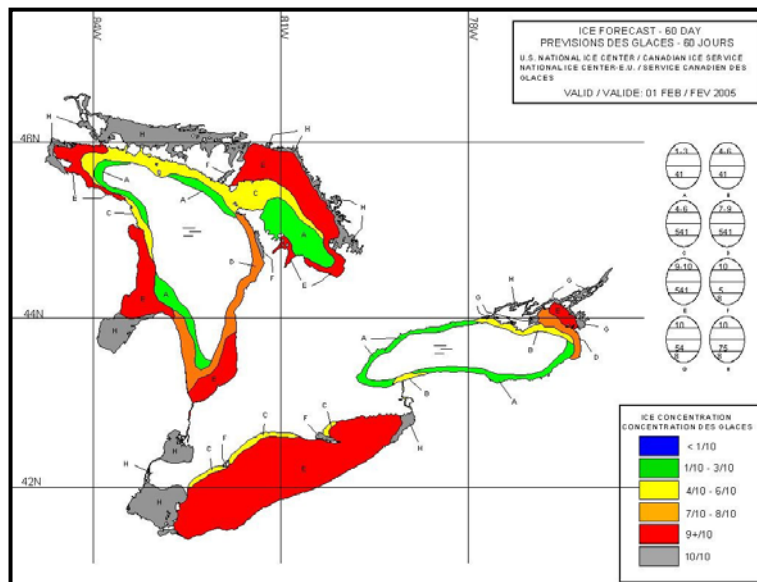 84W
81W
78W
ICE FORECAST - 60 DAY
PREVISIONS DES GLACES - 60 JOURS
U.S. NATIONAL ICE CENTER / CANADIAN ICE SERVICE
NATIONAL ICE CENTER-E.U. / SERVICE CANADIEN DES
GLACES
VALID / VALIDE: 01 FEB / FEV 2005
46N
44N
42N
H
H
H
H
F
E
C
H
A
A
E
C
A
D
F
E
E
A
H
H
G
G
G
E
A
B
D
B
A
C
C
F
C
F
H
H
H
H
E
1-3
41
A
4-6
41
B
4-6
541
C
7-9
541
D
9-10
541
E
10
5
8
F
10
54
8
G
10
75
8
ICE CONCENTRATION
CONCENTRATION DES GLACES
< 1/10
1/10 - 3/10
4/10 - 6/10
7/10 - 8/10
9+/10
10/10